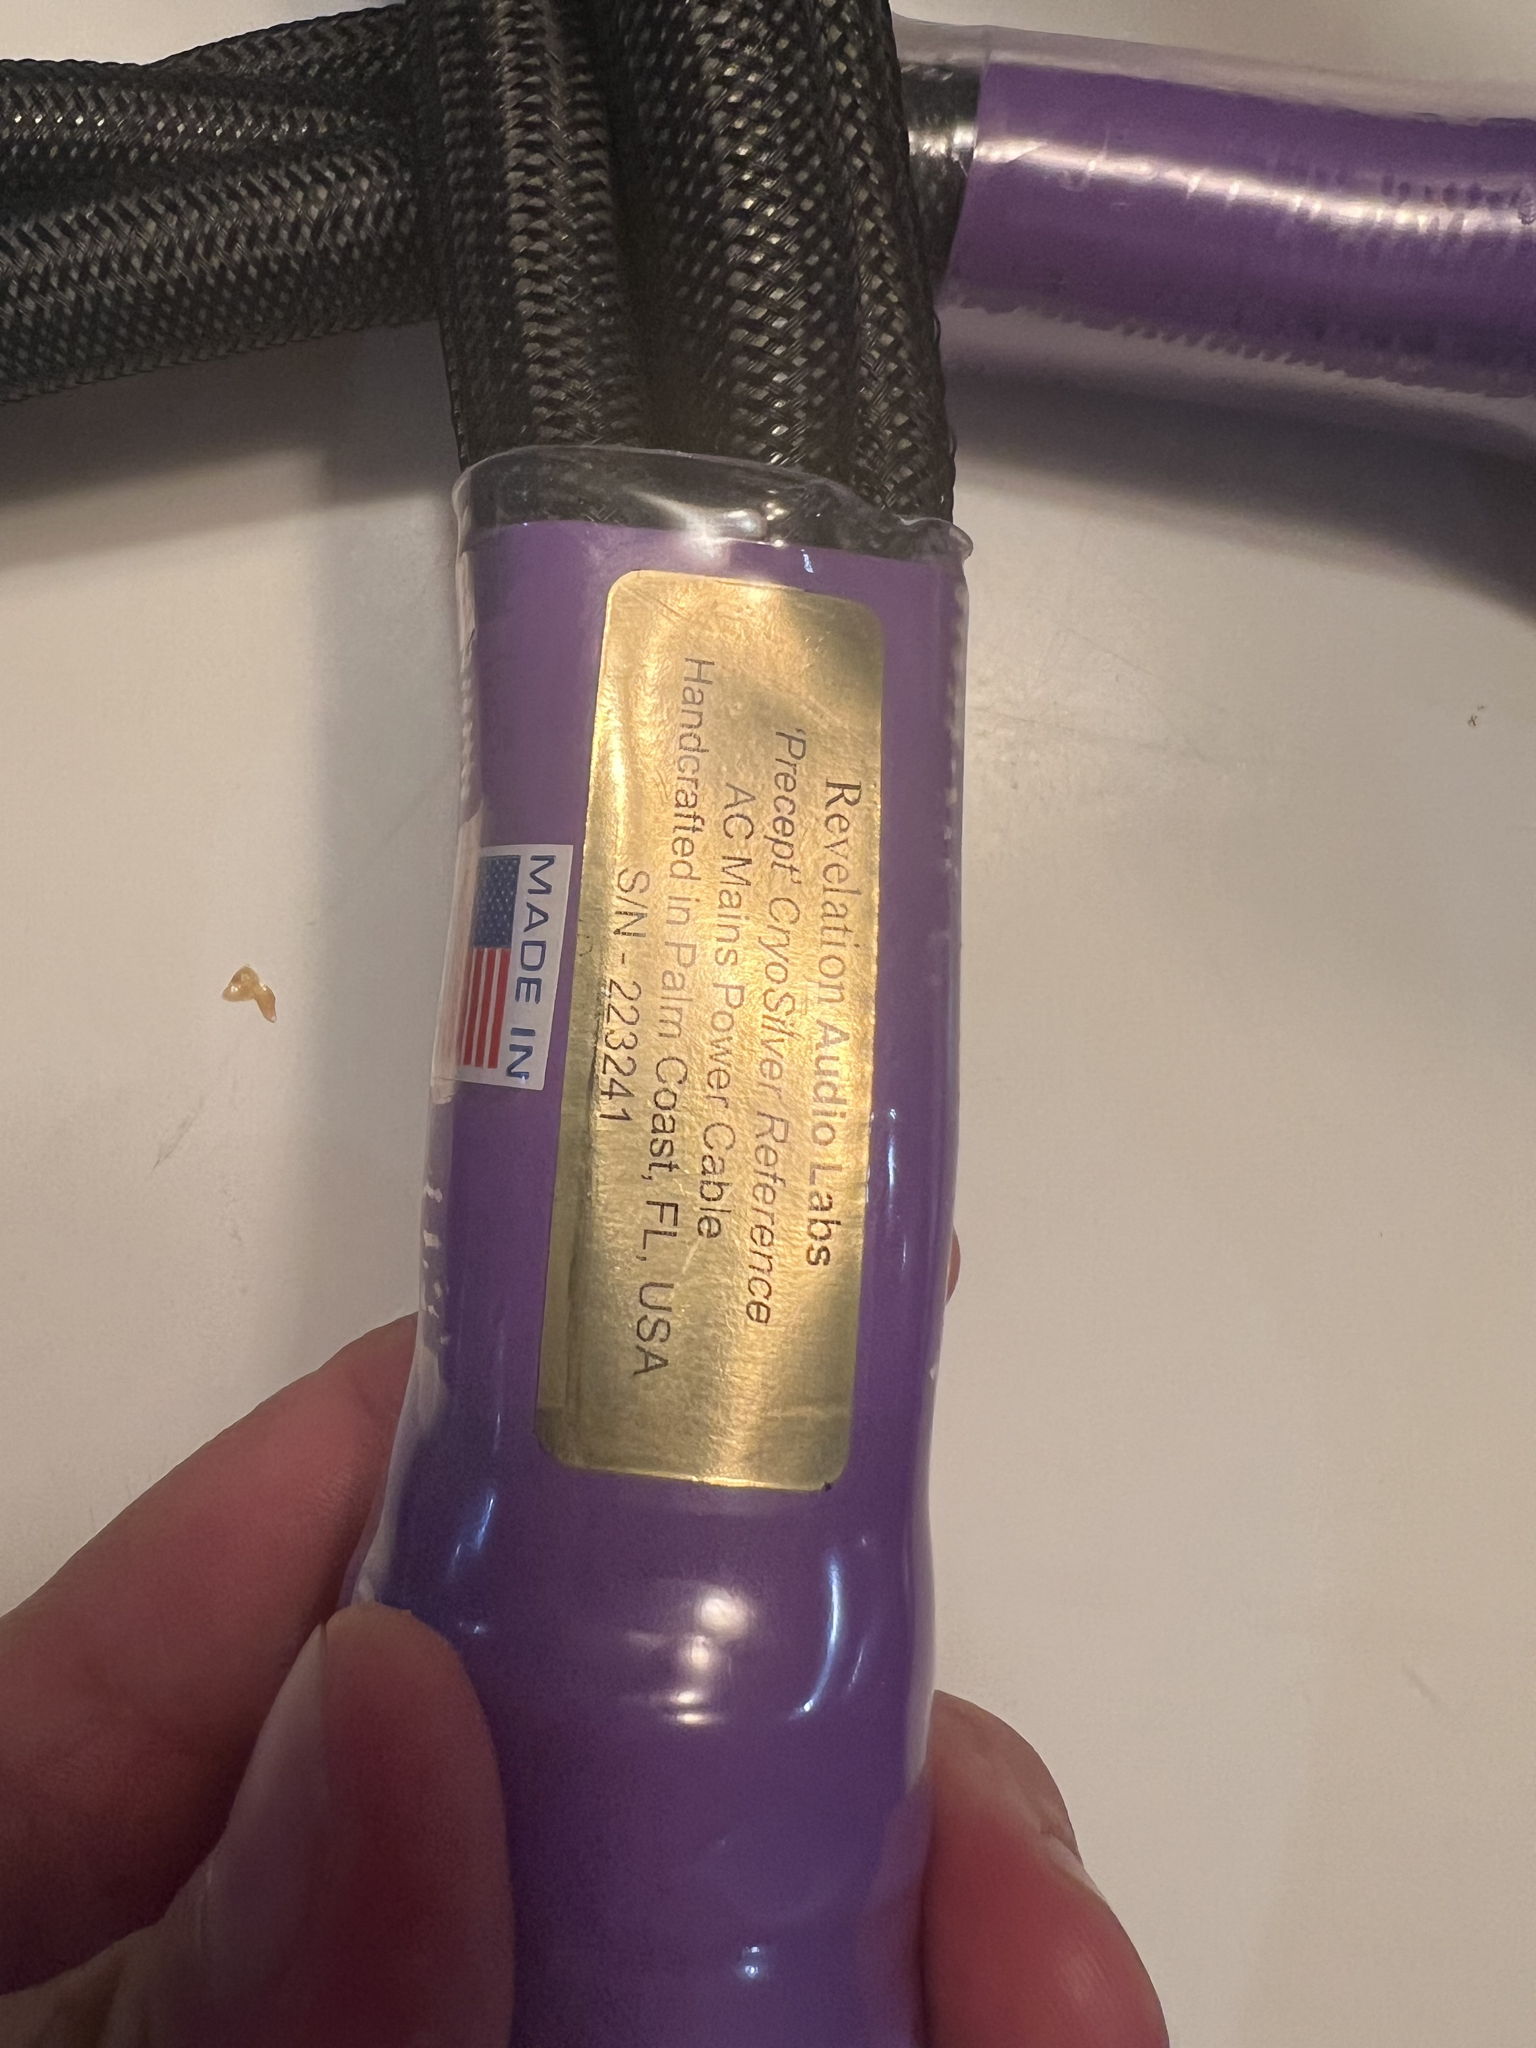 Revelation Audio Labs
'Precept' CryoSilver Reference
AC Mains Power Cable
Handcrafted in Palm Coast, FL, USA
S/N - 223241
MADE IN